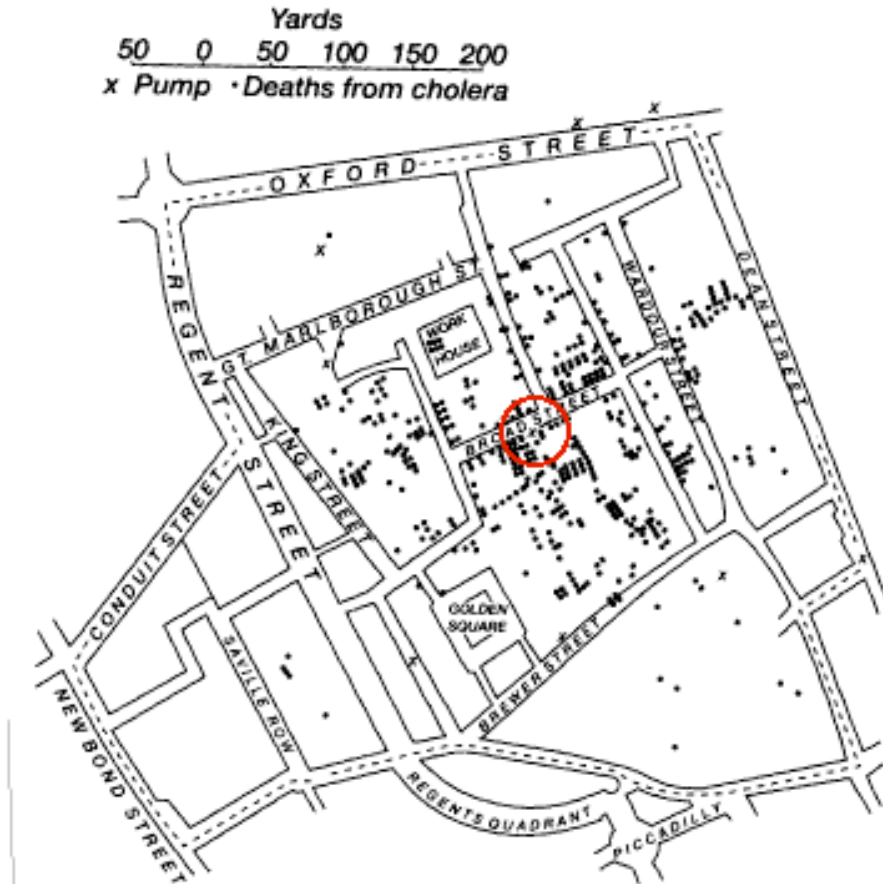 Yards
50 0 50 100 150 200
x Pump • Deaths from cholera
OXFORD STREET
REGENT STREET
GT. MARLBOROUGH ST
WORK
HOUSE
WARDOUR STREET
DEAN STREET
KING STREET
BROAD STREET
CONDUIT STREET
GOLDEN
SQUARE
SAVILLE ROW
BREWER STREET
NEW BOND STREET
REGENTS QUADRANT
PICCADILLY